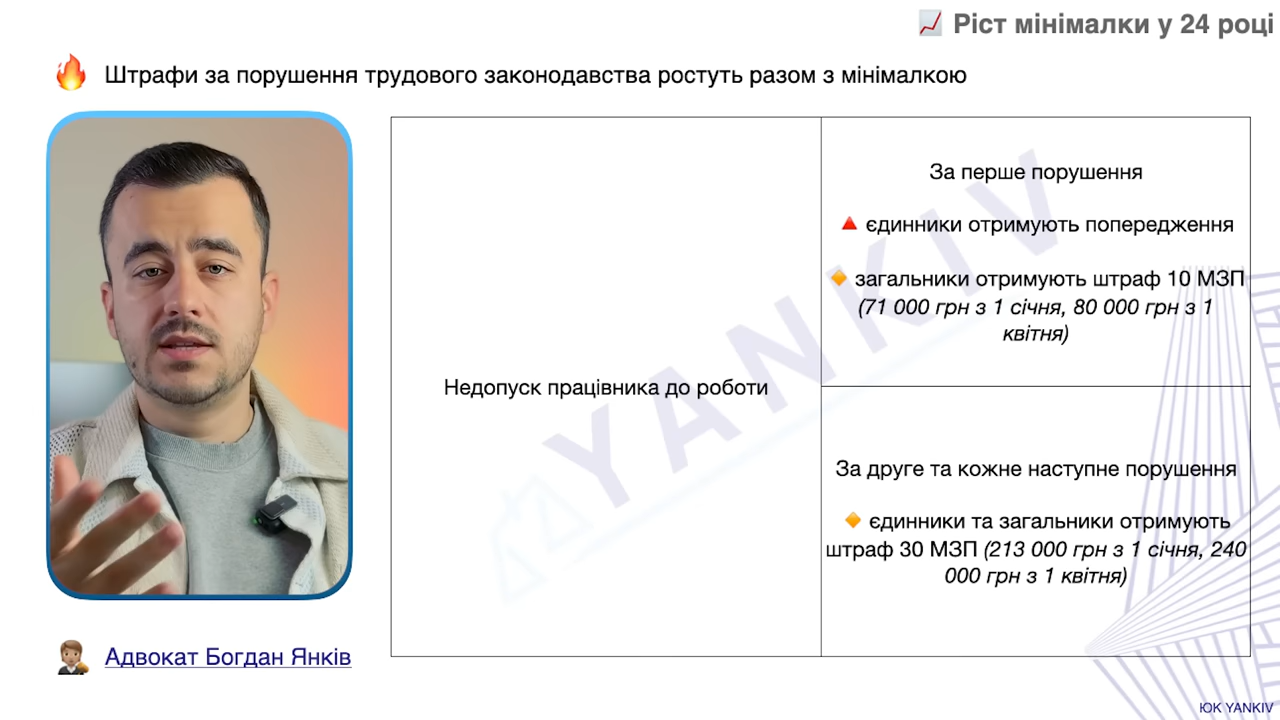 Ріст мінімалки у 24 році
Штрафи за порушення трудового законодавства ростуть разом з мінімалкою
Недопуск працівника до роботи
За перше порушення
єдинники отримують попередження
загальники отримують штраф 10 МЗП
(71 000 грн з 1 січня, 80 000 грн з 1
квітня)
За друге та кожне наступне порушення
єдинники та загальники отримують
штраф 30 МЗП (213 000 грн з 1 січня, 240
000 грн з 1 квітня)
YANKIV
Адвокат Богдан Янків
ЮК YANKIV